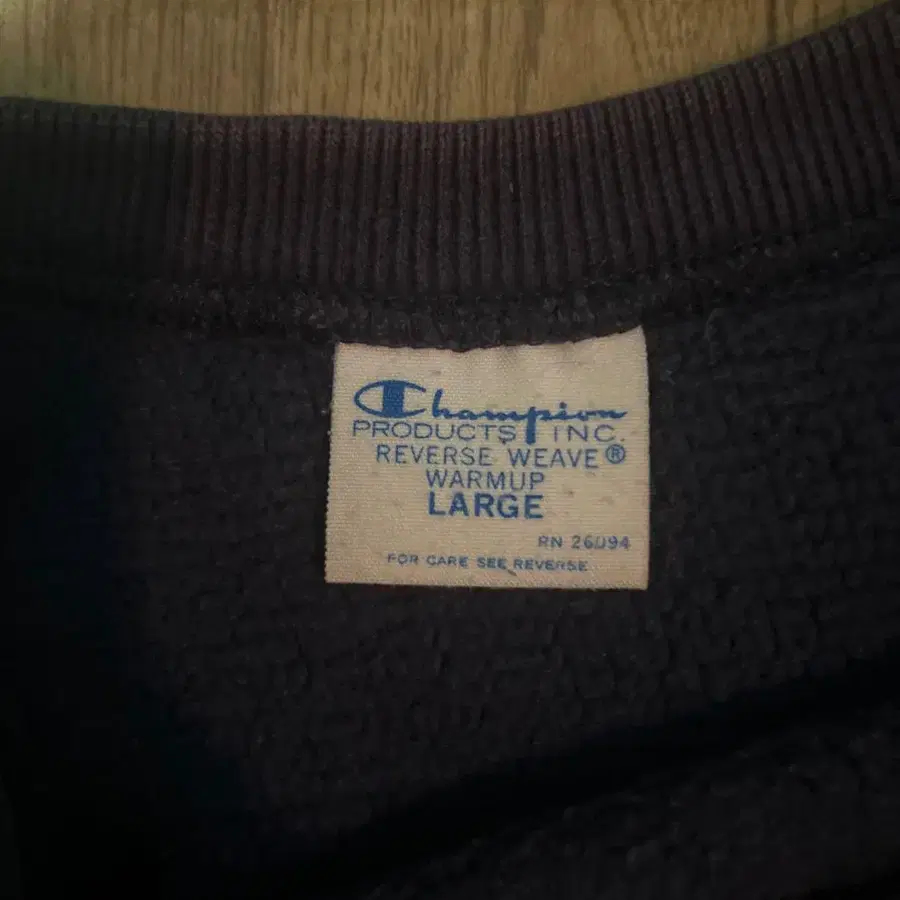 Champion
PRODUCTS INC.
REVERSE WEAVE®
WARMUP
LARGE
RN 26094
FOR CARE SEE REVERSE